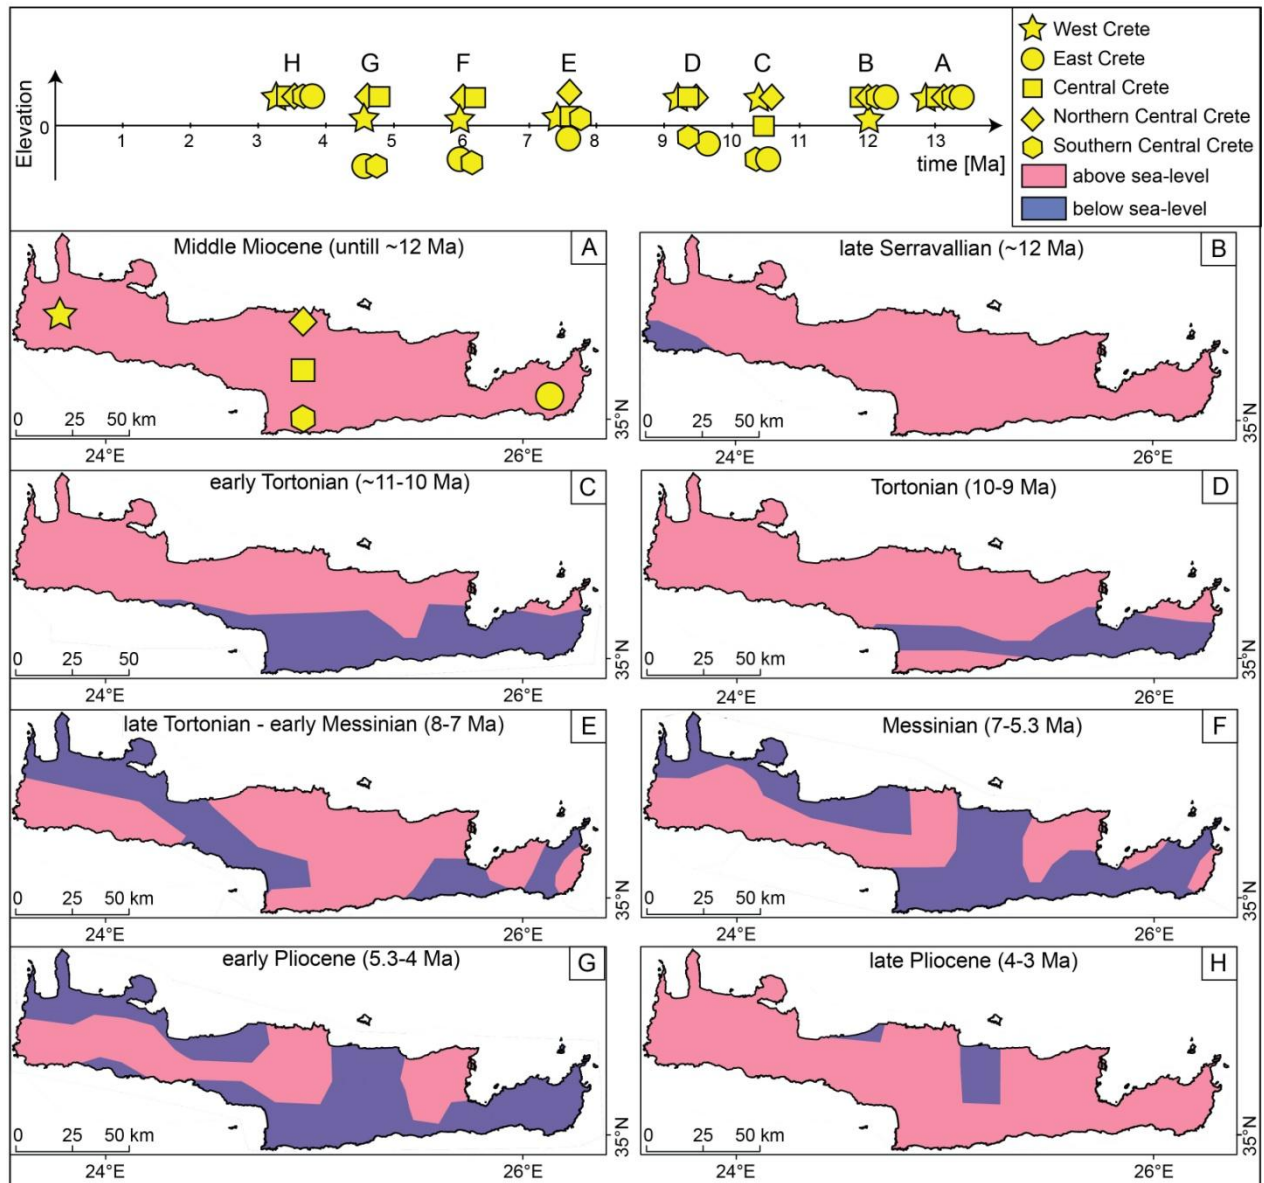 H G F E D C B A
Elevation
0
1 2 3 4 5 6 7 8 9 10 11 12 13
time [Ma]
West Crete
East Crete
Central Crete
Northern Central Crete
Southern Central Crete
above sea-level
below sea-level
Middle Miocene (untill ~12 Ma) A
0 25 50 km
24°E 26°E
35°N
late Serravallian (~12 Ma) B
0 25 50 km
24°E 26°E
35°N
early Tortonian (~11-10 Ma) C
0 25 50
24°E 26°E
35°N
Tortonian (10-9 Ma) D
0 25 50 km
24°E 26°E
35°N
late Tortonian - early Messinian (8-7 Ma) E
0 25 50 km
24°E 26°E
35°N
Messinian (7-5.3 Ma) F
0 25 50 km
24°E 26°E
35°N
early Pliocene (5.3-4 Ma) G
0 25 50 km
24°E 26°E
35°N
late Pliocene (4-3 Ma) H
0 25 50 km
24°E 26°E
35°N